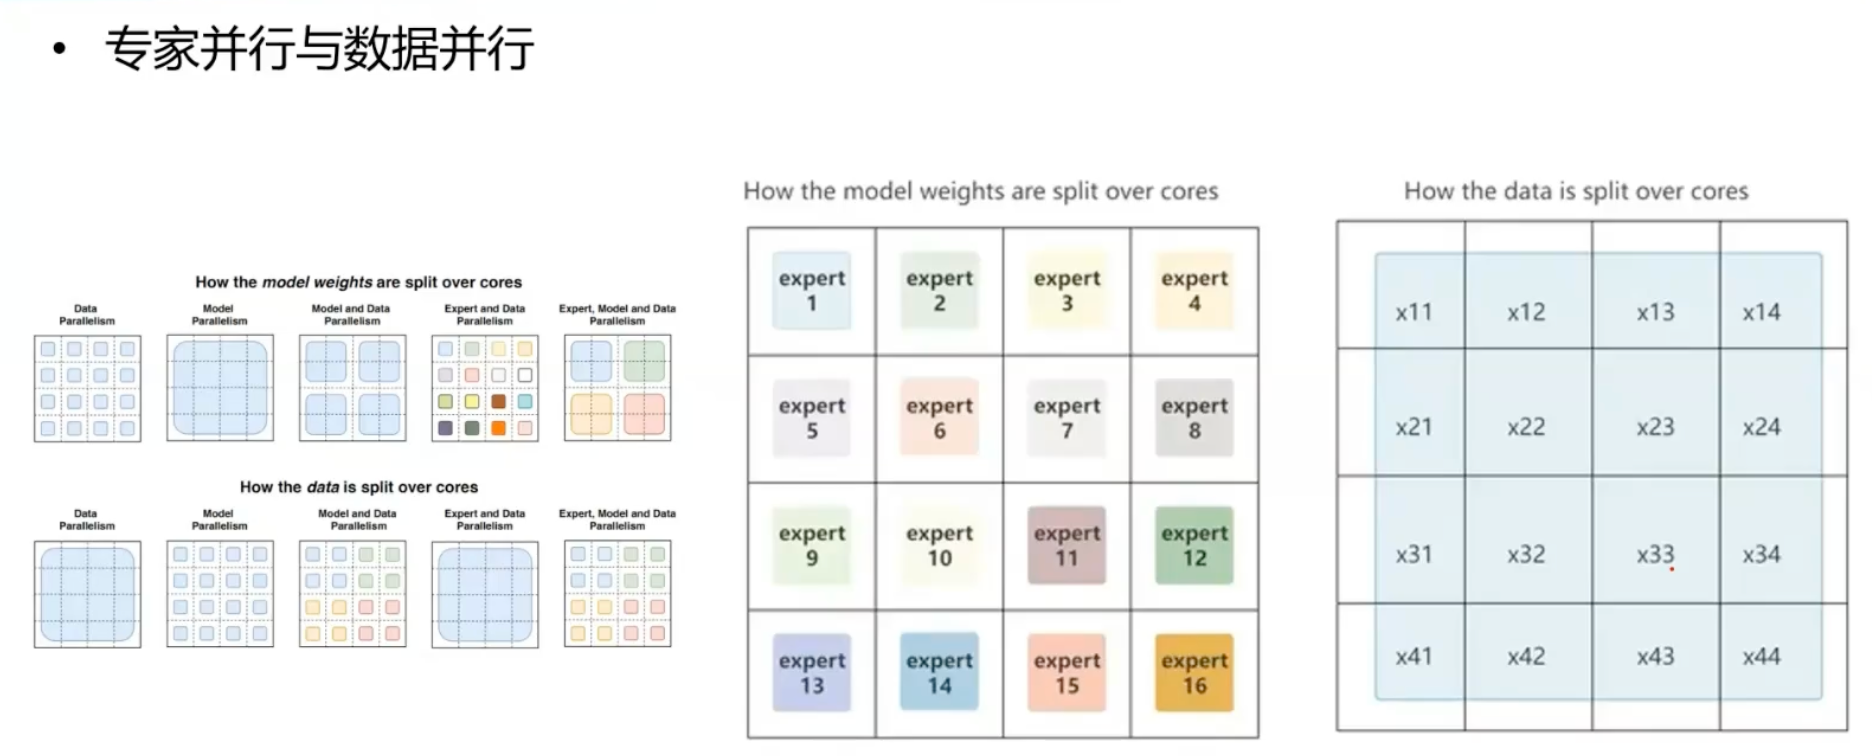 • 专家并行与数据并行
How the model weights are split over cores
Data Parallelism
Model Parallelism
Model and Data Parallelism
Expert and Data Parallelism
Expert, Model and Data Parallelism
How the data is split over cores
Data Parallelism
Model Parallelism
Model and Data Parallelism
Expert and Data Parallelism
Expert, Model and Data Parallelism
How the model weights are split over cores
expert 1
expert 2
expert 3
expert 4
expert 5
expert 6
expert 7
expert 8
expert 9
expert 10
expert 11
expert 12
expert 13
expert 14
expert 15
expert 16
How the data is split over cores
x11 x12 x13 x14
x21 x22 x23 x24
x31 x32 x33 x34
x41 x42 x43 x44